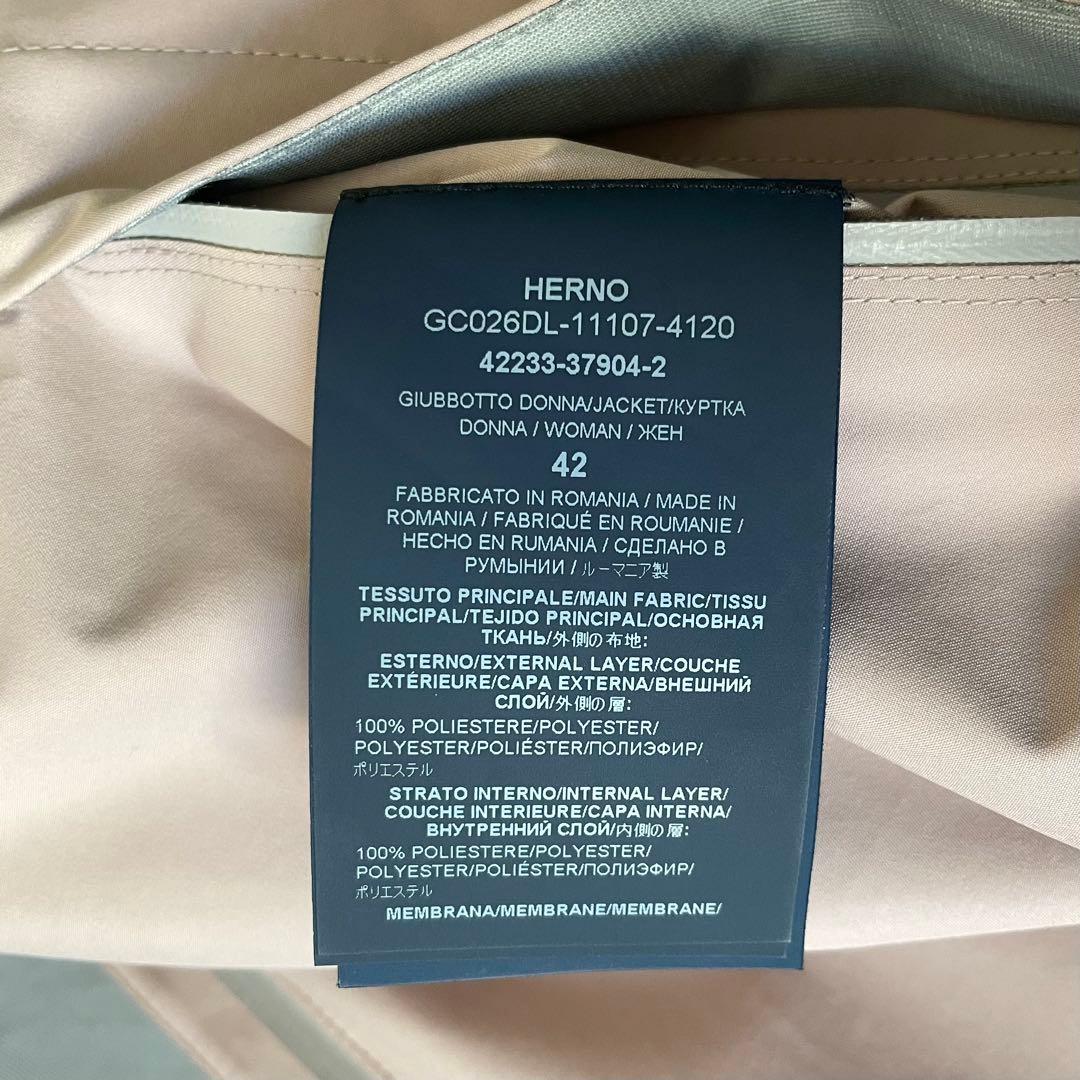 HERNO
GC026DL-11107-4120
42233-37904-2
GIUBBOTTO DONNA/JACKET/КУРТКА
DONNA / WOMAN / ЖЕН
42
FABBRICATO IN ROMANIA / MADE IN
ROMANIA / FABRIQUÉ EN ROUMANIE /
HECHO EN RUMANIA / СДЕЛАНО В
РУМЫНИИ / ルーマニア製
TESSUTO PRINCIPALE/MAIN FABRIC/TISSU
PRINCIPAL/TEJIDO PRINCIPAL/ОСНОВНАЯ
ТКАНЬ/外側の布地:
ESTERNO/EXTERNAL LAYER/COUCHE
EXTÉRIEURE/CAPA EXTERNA/ВНЕШНИЙ
СЛОЙ/外側の層:
100% POLIESTERE/POLYESTER/
POLYESTER/POLIÉSTER/ПОЛИЭФИР/
ポリエステル
STRATO INTERNO/INTERNAL LAYER/
COUCHE INTERIEURE/CAPA INTERNA/
ВНУТРЕННИЙ СЛОЙ/内側の層:
100% POLIESTERE/POLYESTER/
POLYESTER/POLIÉSTER/ПОЛИЭФИР/
ポリエステル
MEMBRANA/MEMBRANE/MEMBRANE/